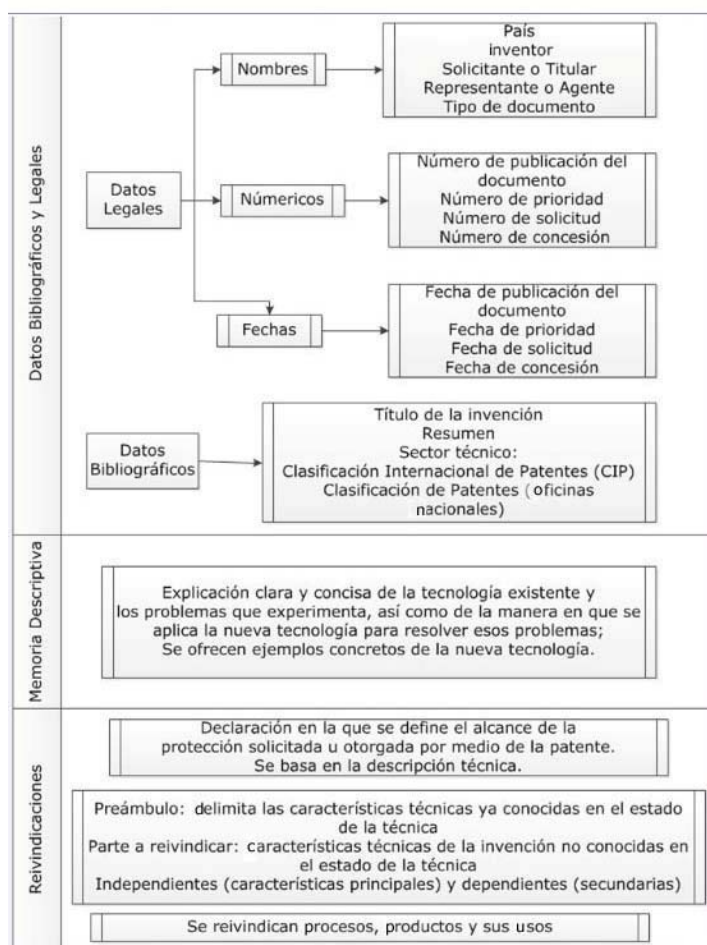 Datos Bibliográficos y Legales
Datos
Legales
Nombres
País
inventor
Solicitante o Titular
Representante o Agente
Tipo de documento
Númericos
Número de publicación del
documento
Número de prioridad
Número de solicitud
Número de concesión
Fechas
Fecha de publicación del
documento
Fecha de prioridad
Fecha de solicitud
Fecha de concesión
Datos
Bibliográficos
Título de la invención
Resumen
Sector técnico:
Clasificación Internacional de Patentes (CIP)
Clasificación de Patentes (oficinas
nacionales)
Memoria Descriptiva
Explicación clara y concisa de la tecnología existente y
los problemas que experimenta, así como de la manera en que se
aplica la nueva tecnología para resolver esos problemas;
Se ofrecen ejemplos concretos de la nueva tecnología.
Reivindicaciones
Declaración en la que se define el alcance de la
protección solicitada u otorgada por medio de la patente.
Se basa en la descripción técnica.
Preámbulo: delimita las características técnicas ya conocidas en el estado
de la técnica
Parte a reivindicar: características técnicas de la invención no conocidas en
el estado de la técnica
Independientes (características principales) y dependientes (secundarias)
Se reivindican procesos, productos y sus usos